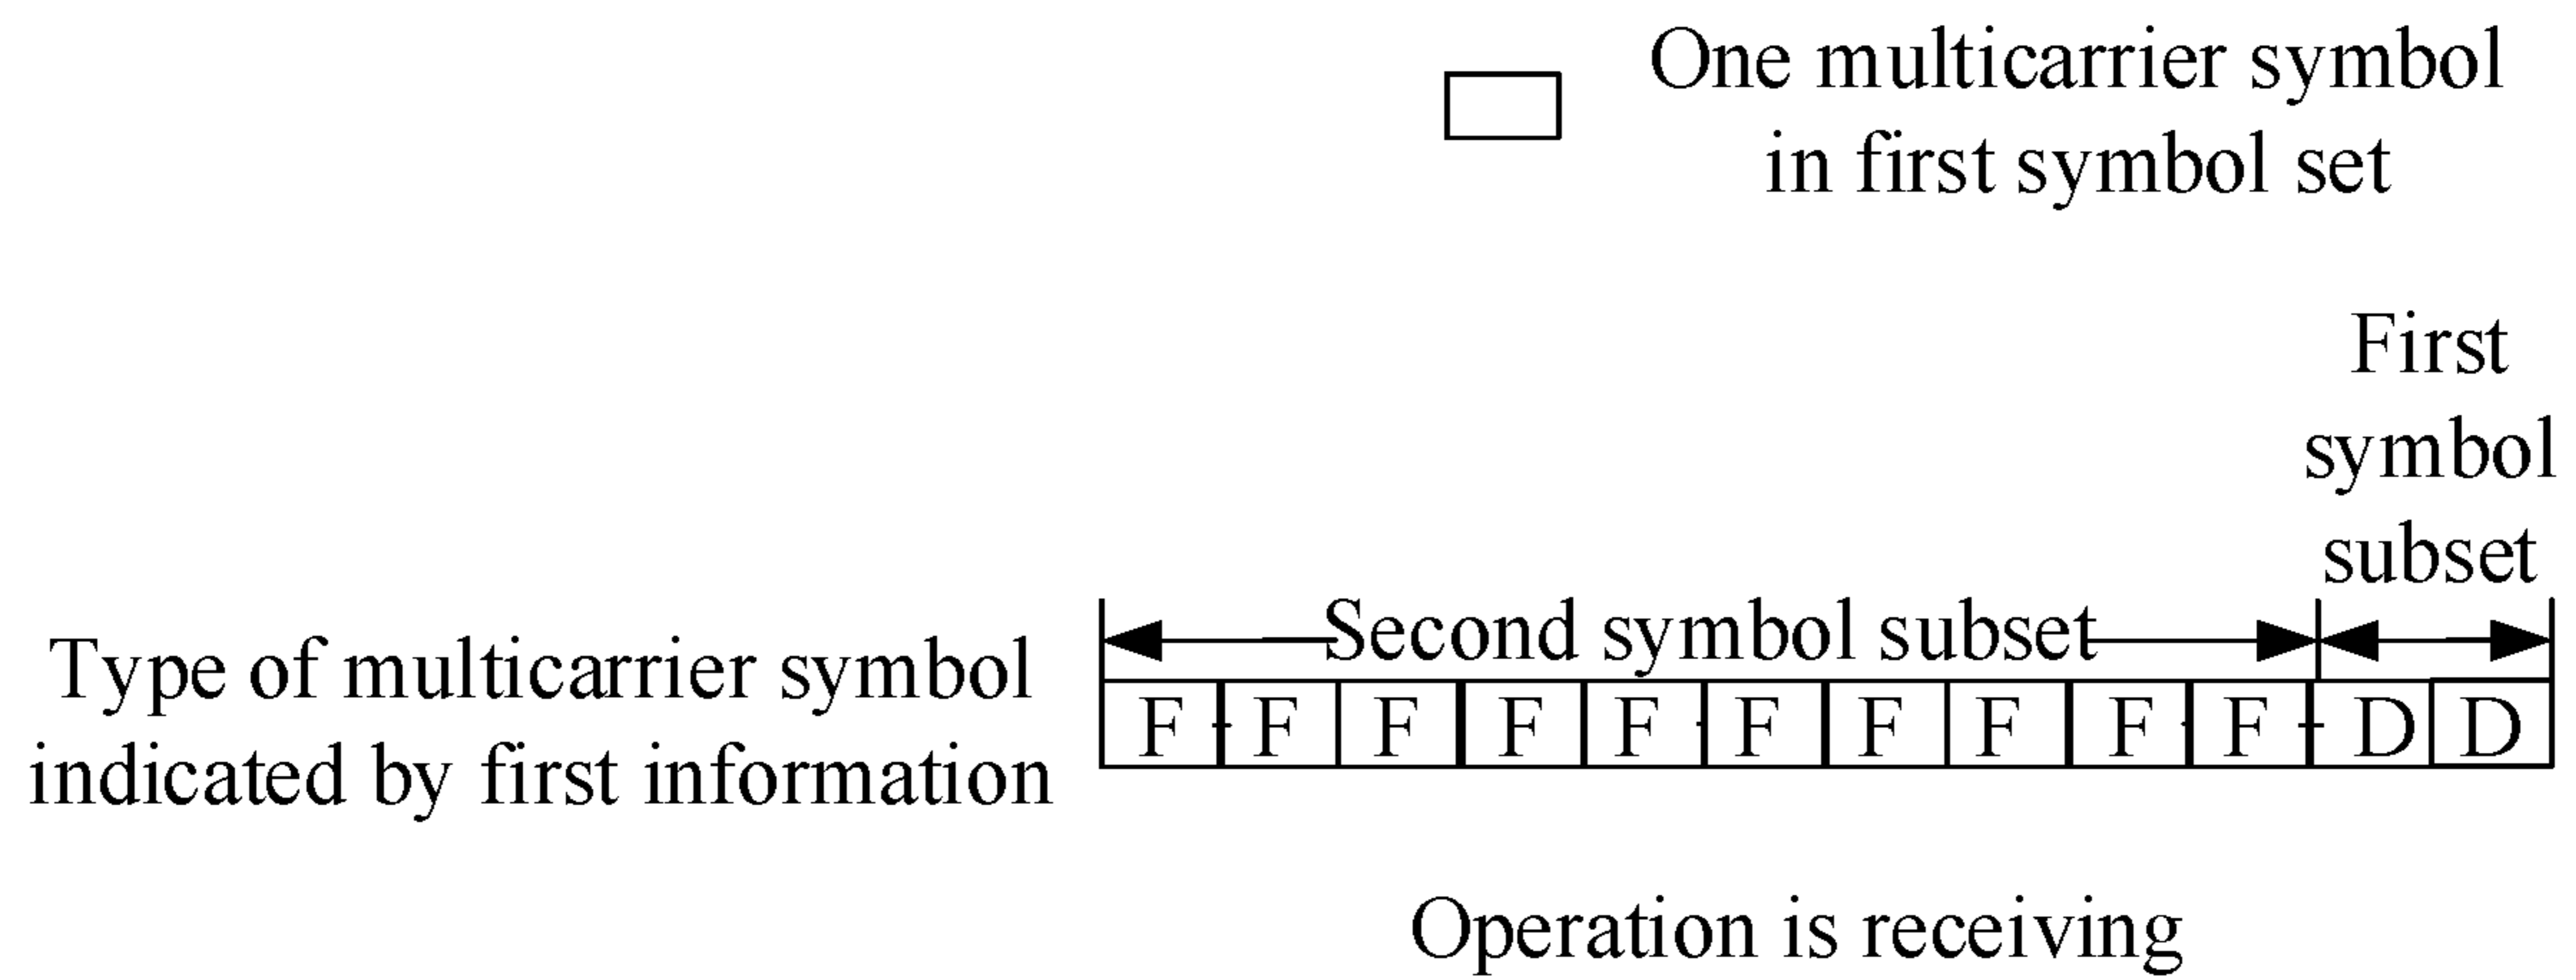 One multicarrier symbol
in first symbol set
First
symbol
subset
Second symbol subset
Type of multicarrier symbol
indicated by first information
F F F F F F F F F F D D
Operation is receiving